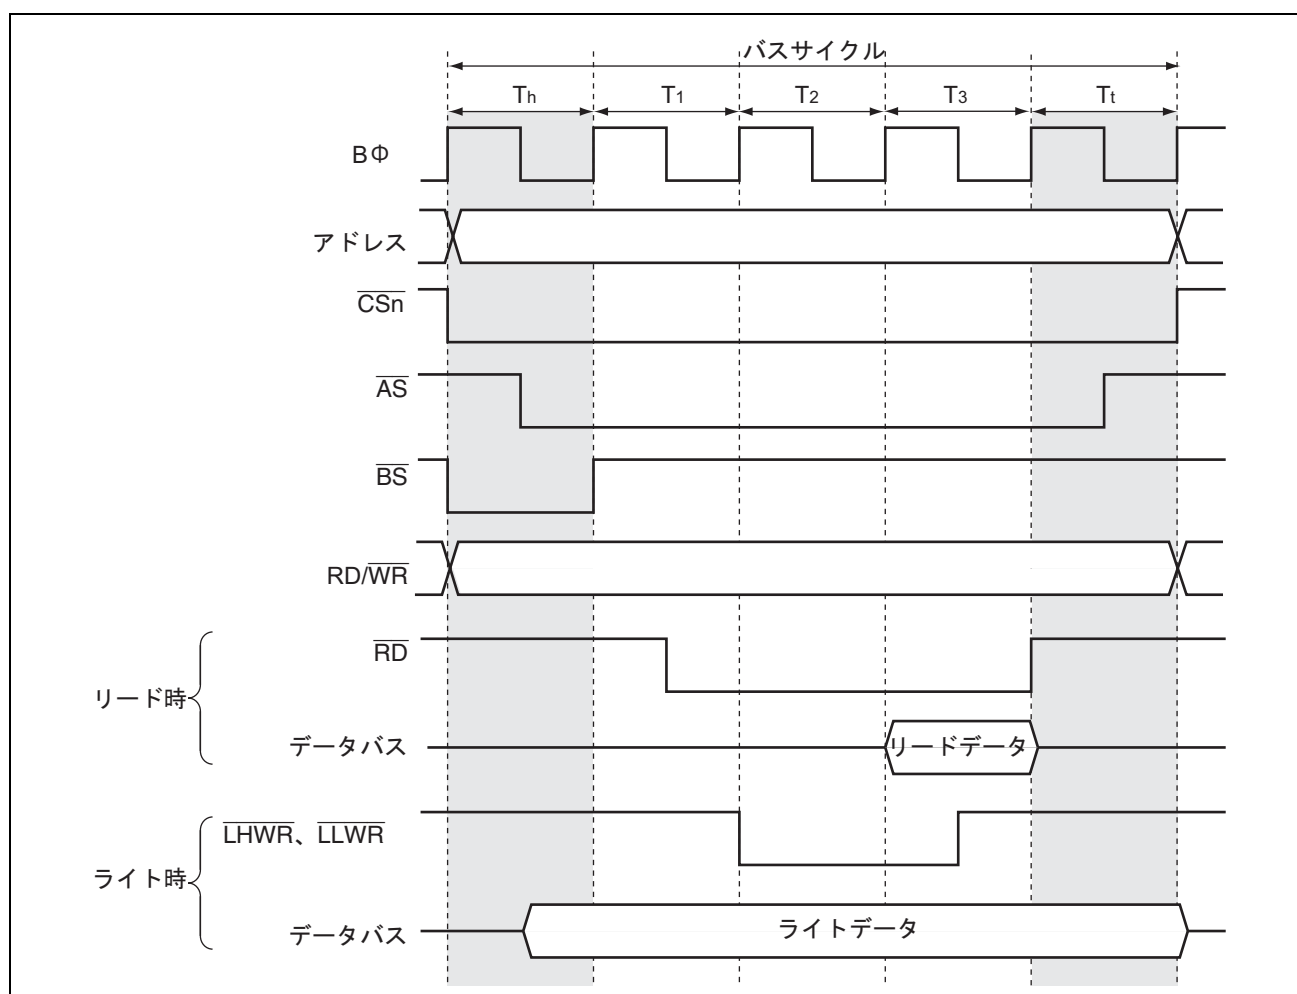 バスサイクル
Th T1 T2 T3 Tt
BΦ
アドレス
CSn
AS
BS
RD/WR
リード時
RD
データバス
リードデータ
ライト時
LHWR、LLWR
データバス
ライトデータ